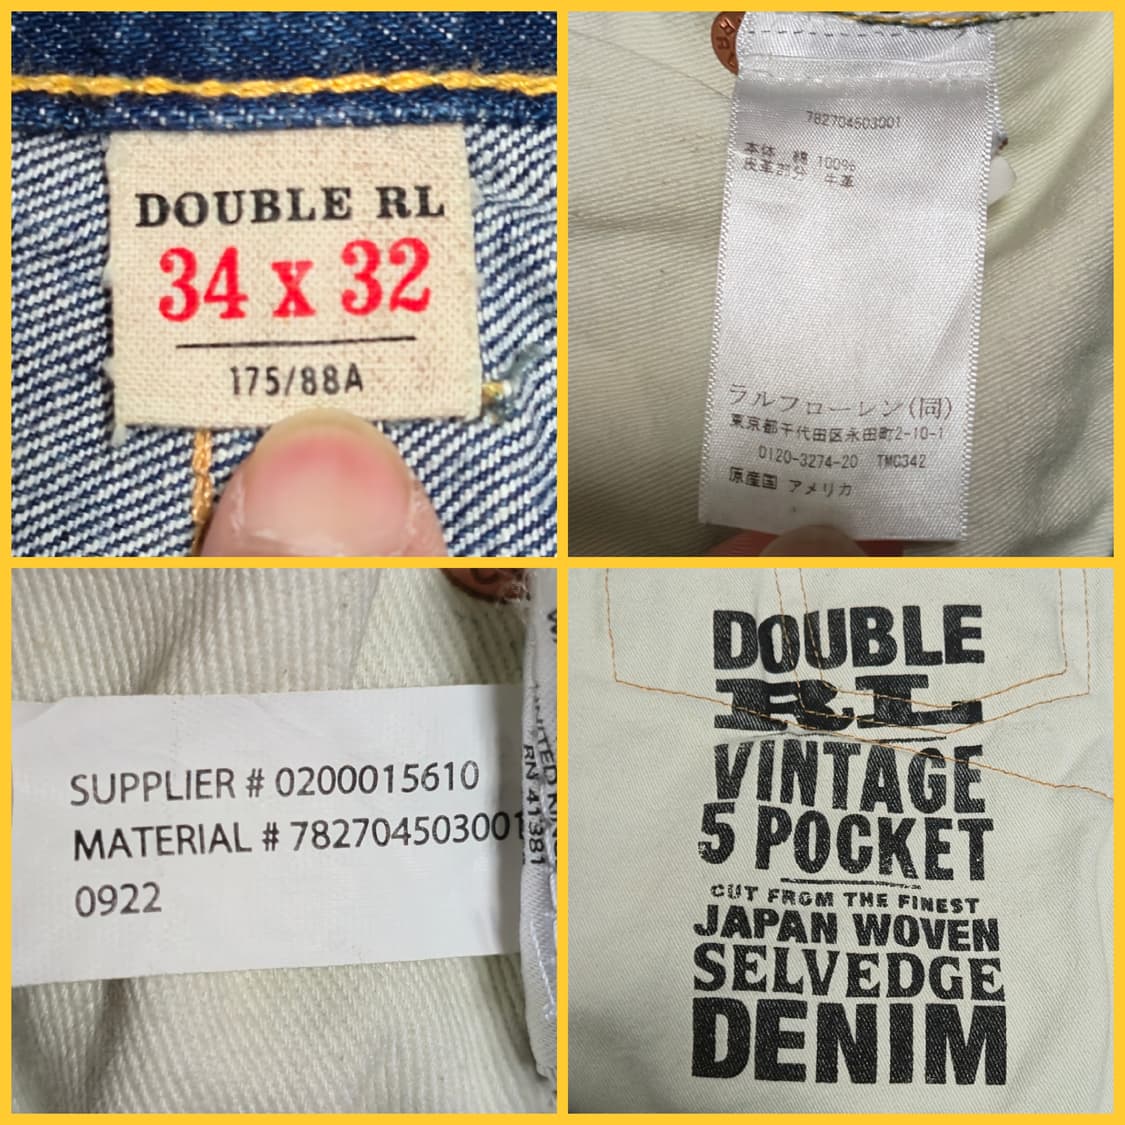 DOUBLE RL
34 x 32
175/88A
782704503001
本体 綿 100%
皮革部分 牛革
ラルフローレン(同)
東京都千代田区永田町2-10-1
0120-3274-20 TMC342
原産国 アメリカ
SUPPLIER # 0200015610
MATERIAL # 782704503001
0922
RN 41381
DOUBLE
RL
VINTAGE
5 POCKET
CUT FROM THE FINEST
JAPAN WOVEN
SELVEDGE
DENIM